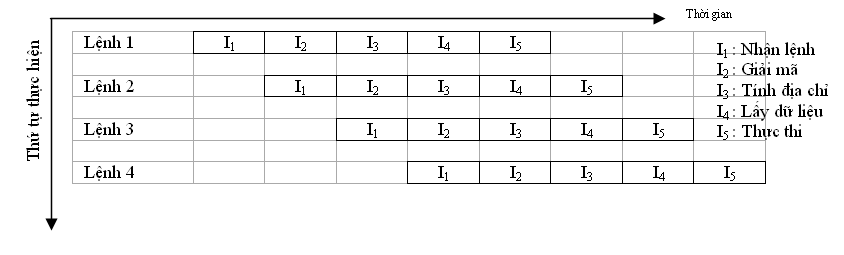 Thời gian
Thứ tự thực hiện
Lệnh 1 I1 I2 I3 I4 I5
Lệnh 2 I1 I2 I3 I4 I5
Lệnh 3 I1 I2 I3 I4 I5
Lệnh 4 I1 I2 I3 I4 I5
I1 : Nhận lệnh
I2 : Giải mã
I3 : Tính địa chỉ
I4 : Lấy dữ liệu
I5 : Thực thi